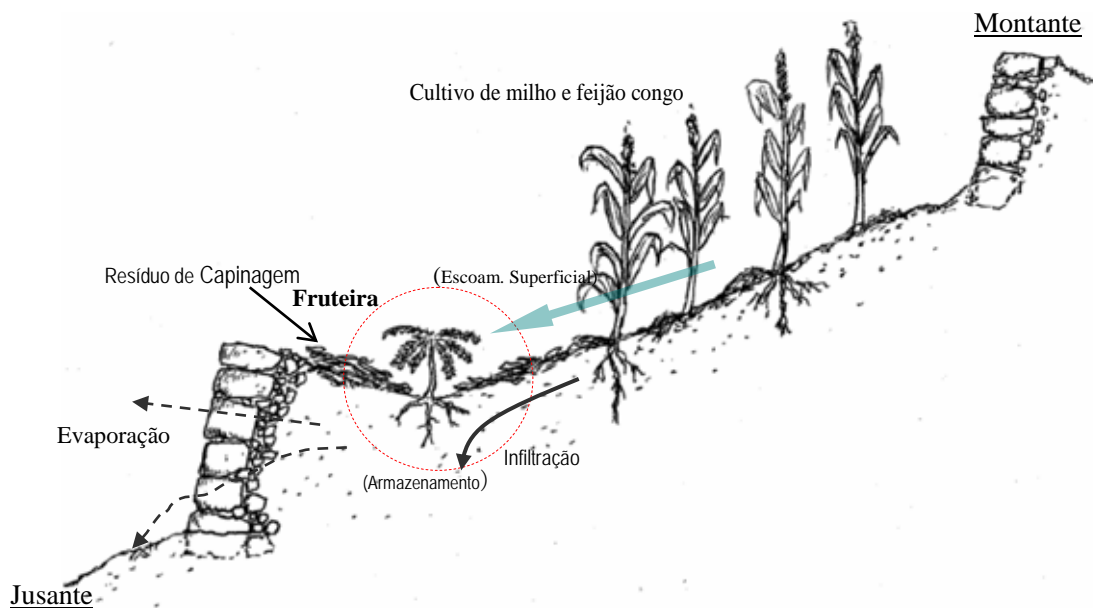 Montante
Cultivo de milho e feijão congo
Resíduo de Capinagem
(Escoam. Superficial)
Fruteira
Evaporação
Infiltração
(Armazenamento)
Jusante